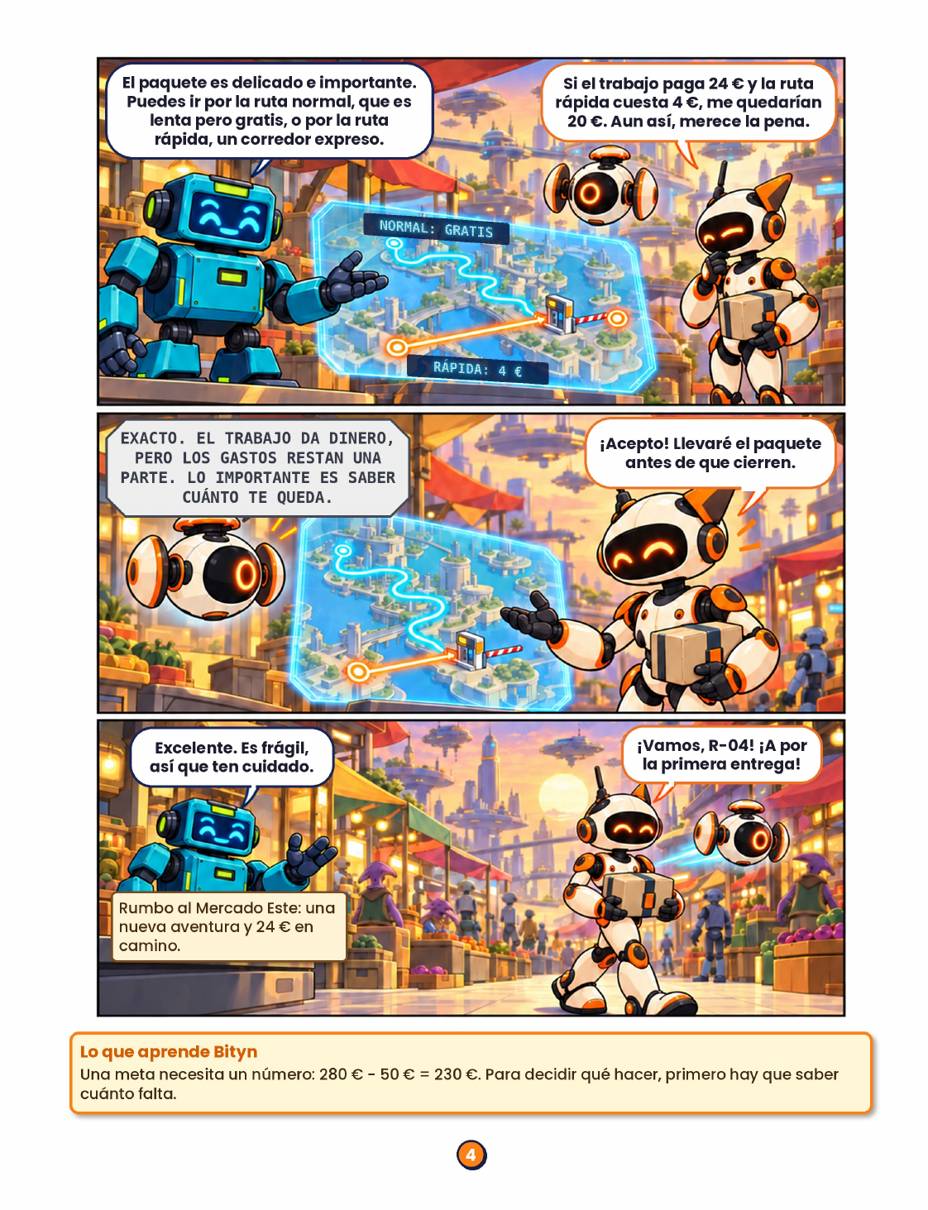 El paquete es delicado e importante.
Puedes ir por la ruta normal, que es
lenta pero gratis, o por la ruta
rápida, un corredor expreso.
Si el trabajo paga 24 € y la ruta
rápida cuesta 4 €, me quedarían
20 €. Aun así, merece la pena.
NORMAL: GRATIS
RÁPIDA: 4 €
EXACTO. EL TRABAJO DA DINERO,
PERO LOS GASTOS RESTAN UNA
PARTE. LO IMPORTANTE ES SABER
CUÁNTO TE QUEDA.
¡Acepto! Llevaré el paquete
antes de que cierren.
Excelente. Es frágil,
así que ten cuidado.
¡Vamos, R-04! ¡A por
la primera entrega!
Rumbo al Mercado Este: una
nueva aventura y 24 € en
camino.
Lo que aprende Bityn
Una meta necesita un número: 280 € - 50 € = 230 €. Para decidir qué hacer, primero hay que saber
cuánto falta.
4